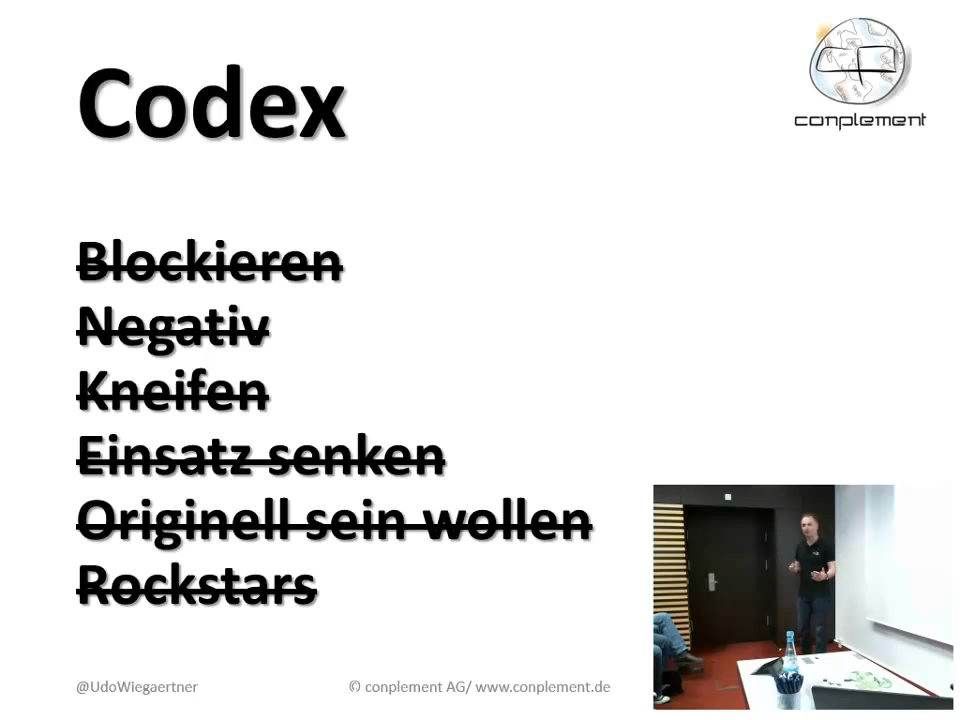 Codex
conplement
Blockieren
Negativ
Kneifen
Einsatz senken
Originell sein wollen
Rockstars
@UdoWiegaertner
© conplement AG/ www.conplement.de